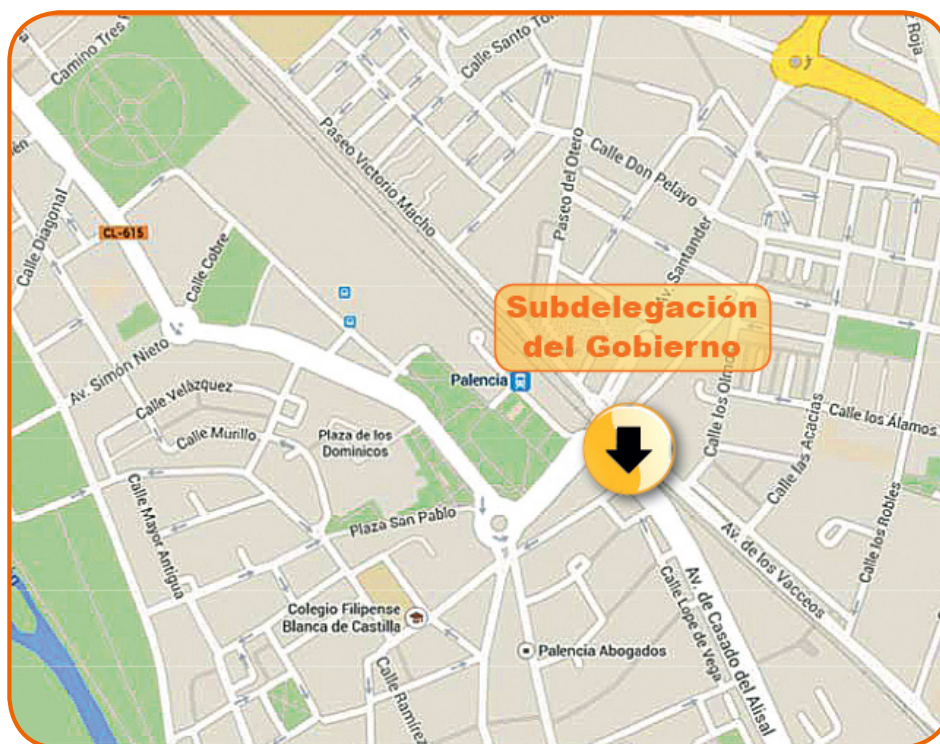 Camino Tres
Calle Santo
Roja
Paseo Victorio Macho
Paseo del Otero
Calle Don Pelayo
Calle Diagonal
CL-615
Calle Cobre
Av. Santander
Subdelegación
del Gobierno
Av. Simón Nieto
Palencia
Calle Velázquez
Calle los Olmo
Calle los Álamos
Calle Murillo
Plaza de los
Dominicos
Calle las Acacias
Calle Mayor Antigua
Plaza San Pablo
Calle los Robles
Av. de los Vacceos
Colegio Filipense
Blanca de Castilla
Av. de Casado del Alisal
Calle Lope de Vega
Palencia Abogados
Calle Ramírez